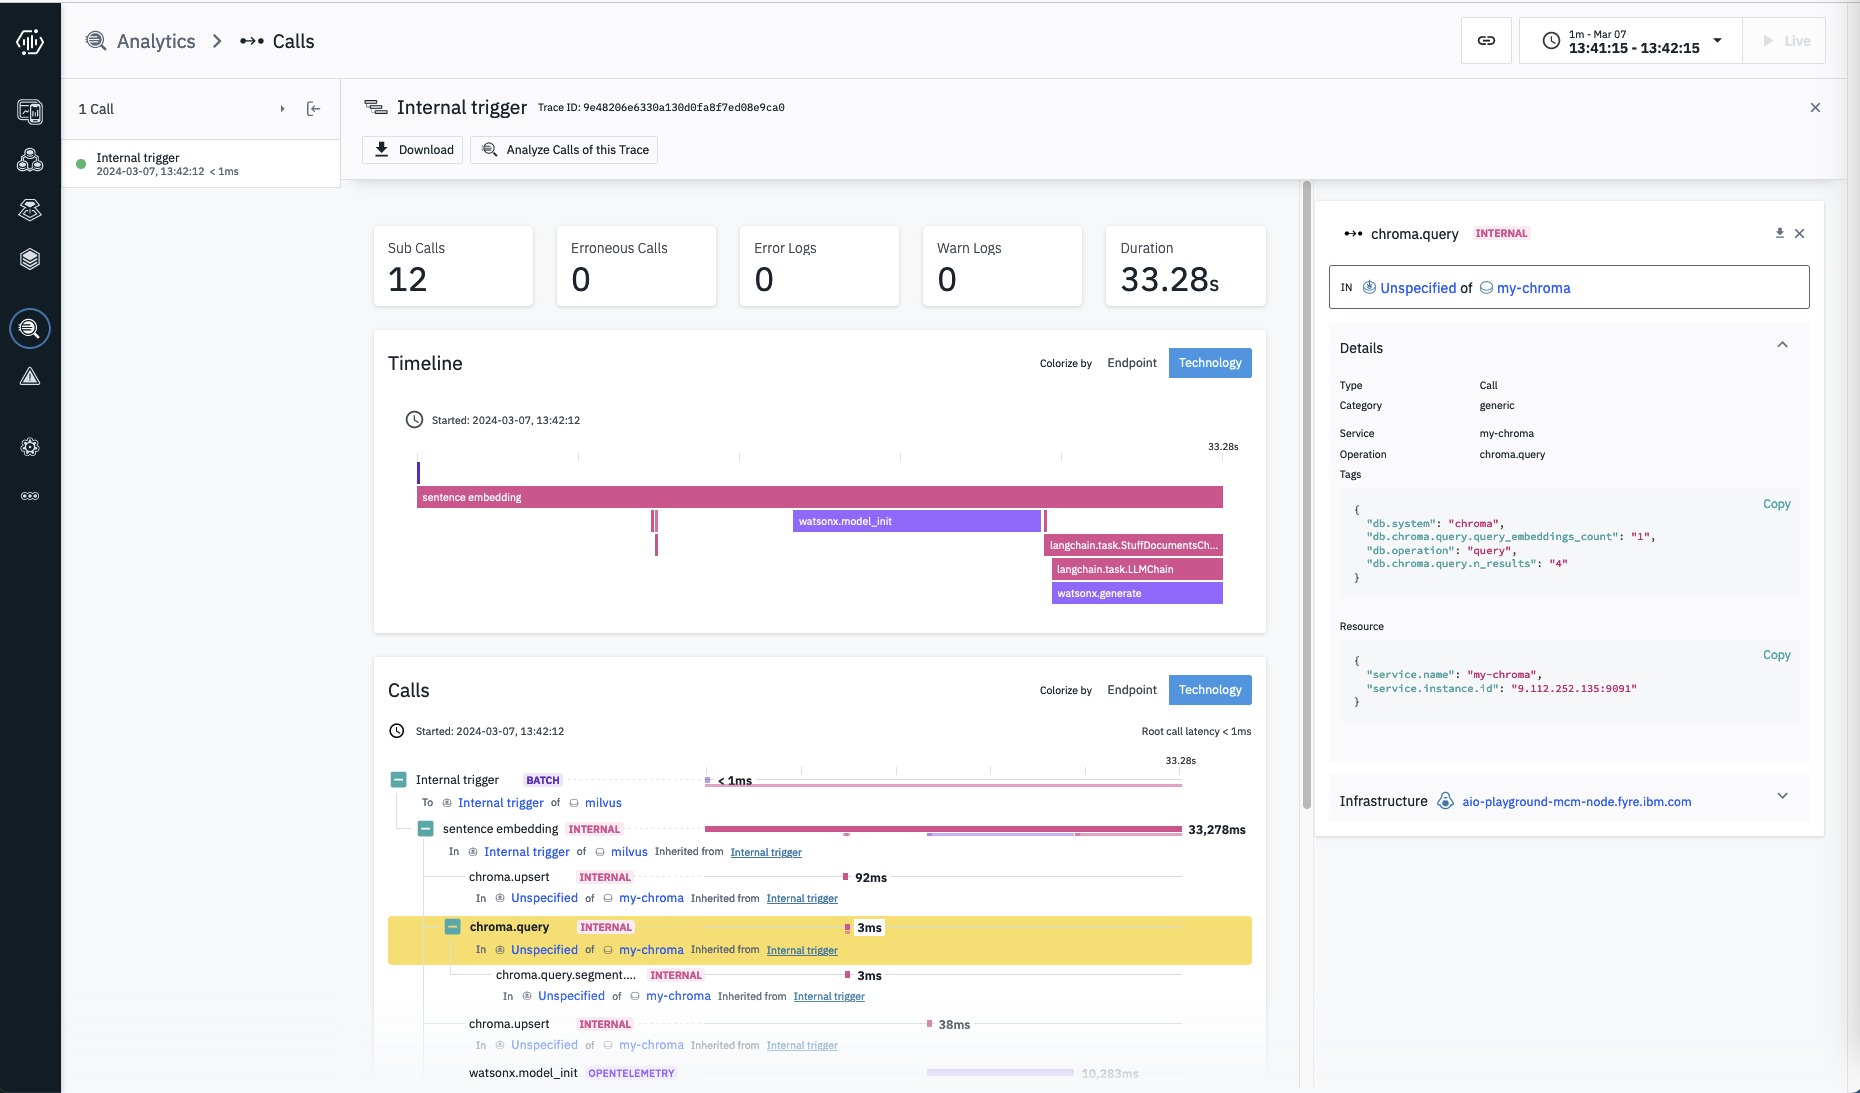 Analytics > Calls
1m - Mar 07
13:41:15 - 13:42:15
Live
1 Call
Internal trigger
2024-03-07, 13:42:12 < 1ms
Internal trigger Trace ID: 9e48206e6330a130d0fa8f7ed08e9ca0
Download
Analyze Calls of this Trace
Sub Calls
12
Erroneous Calls
0
Error Logs
0
Warn Logs
0
Duration
33.28s
Timeline
Colorize by Endpoint Technology
Started: 2024-03-07, 13:42:12
33.28s
sentence embedding
watsonx.model_init
langchain.task.StuffDocumentsCh...
langchain.task.LLMChain
watsonx.generate
Calls
Colorize by Endpoint Technology
Started: 2024-03-07, 13:42:12
Root call latency < 1ms
33.28s
Internal trigger BATCH < 1ms
To Internal trigger of milvus
sentence embedding INTERNAL 33,278ms
In Internal trigger of milvus Inherited from Internal trigger
chroma.upsert INTERNAL 92ms
In Unspecified of my-chroma Inherited from Internal trigger
chroma.query INTERNAL 3ms
In Unspecified of my-chroma Inherited from Internal trigger
chroma.query.segment.... INTERNAL 3ms
In Unspecified of my-chroma Inherited from Internal trigger
chroma.upsert INTERNAL 38ms
In Unspecified of my-chroma Inherited from Internal trigger
watsonx.model_init OPENTELEMETRY 10,283ms
chroma.query INTERNAL
IN Unspecified of my-chroma
Details
Type Call
Category generic
Service my-chroma
Operation chroma.query
Tags
Copy
{
"db.system": "chroma",
"db.chroma.query.query_embeddings_count": "1",
"db.operation": "query",
"db.chroma.query.n_results": "4"
}
Resource
Copy
{
"service.name": "my-chroma",
"service.instance.id": "9.112.252.135:9091"
}
Infrastructure aio-playground-mcm-node.fyre.ibm.com